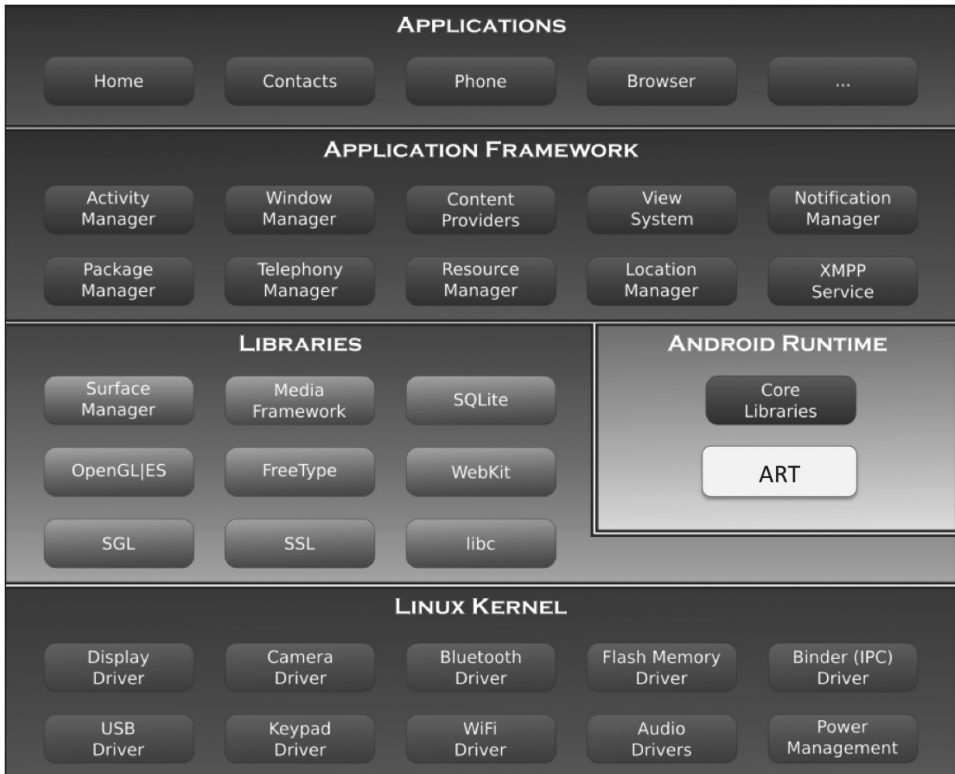 APPLICATIONS
Home
Contacts
Phone
Browser
...
APPLICATION FRAMEWORK
Activity
Manager
Window
Manager
Content
Providers
View
System
Notification
Manager
Package
Manager
Telephony
Manager
Resource
Manager
Location
Manager
XMPP
Service
LIBRARIES
Surface
Manager
Media
Framework
SQLite
OpenGL|ES
FreeType
WebKit
SGL
SSL
libc
ANDROID RUNTIME
Core
Libraries
ART
LINUX KERNEL
Display
Driver
Camera
Driver
Bluetooth
Driver
Flash Memory
Driver
Binder (IPC)
Driver
USB
Driver
Keypad
Driver
WiFi
Driver
Audio
Drivers
Power
Management